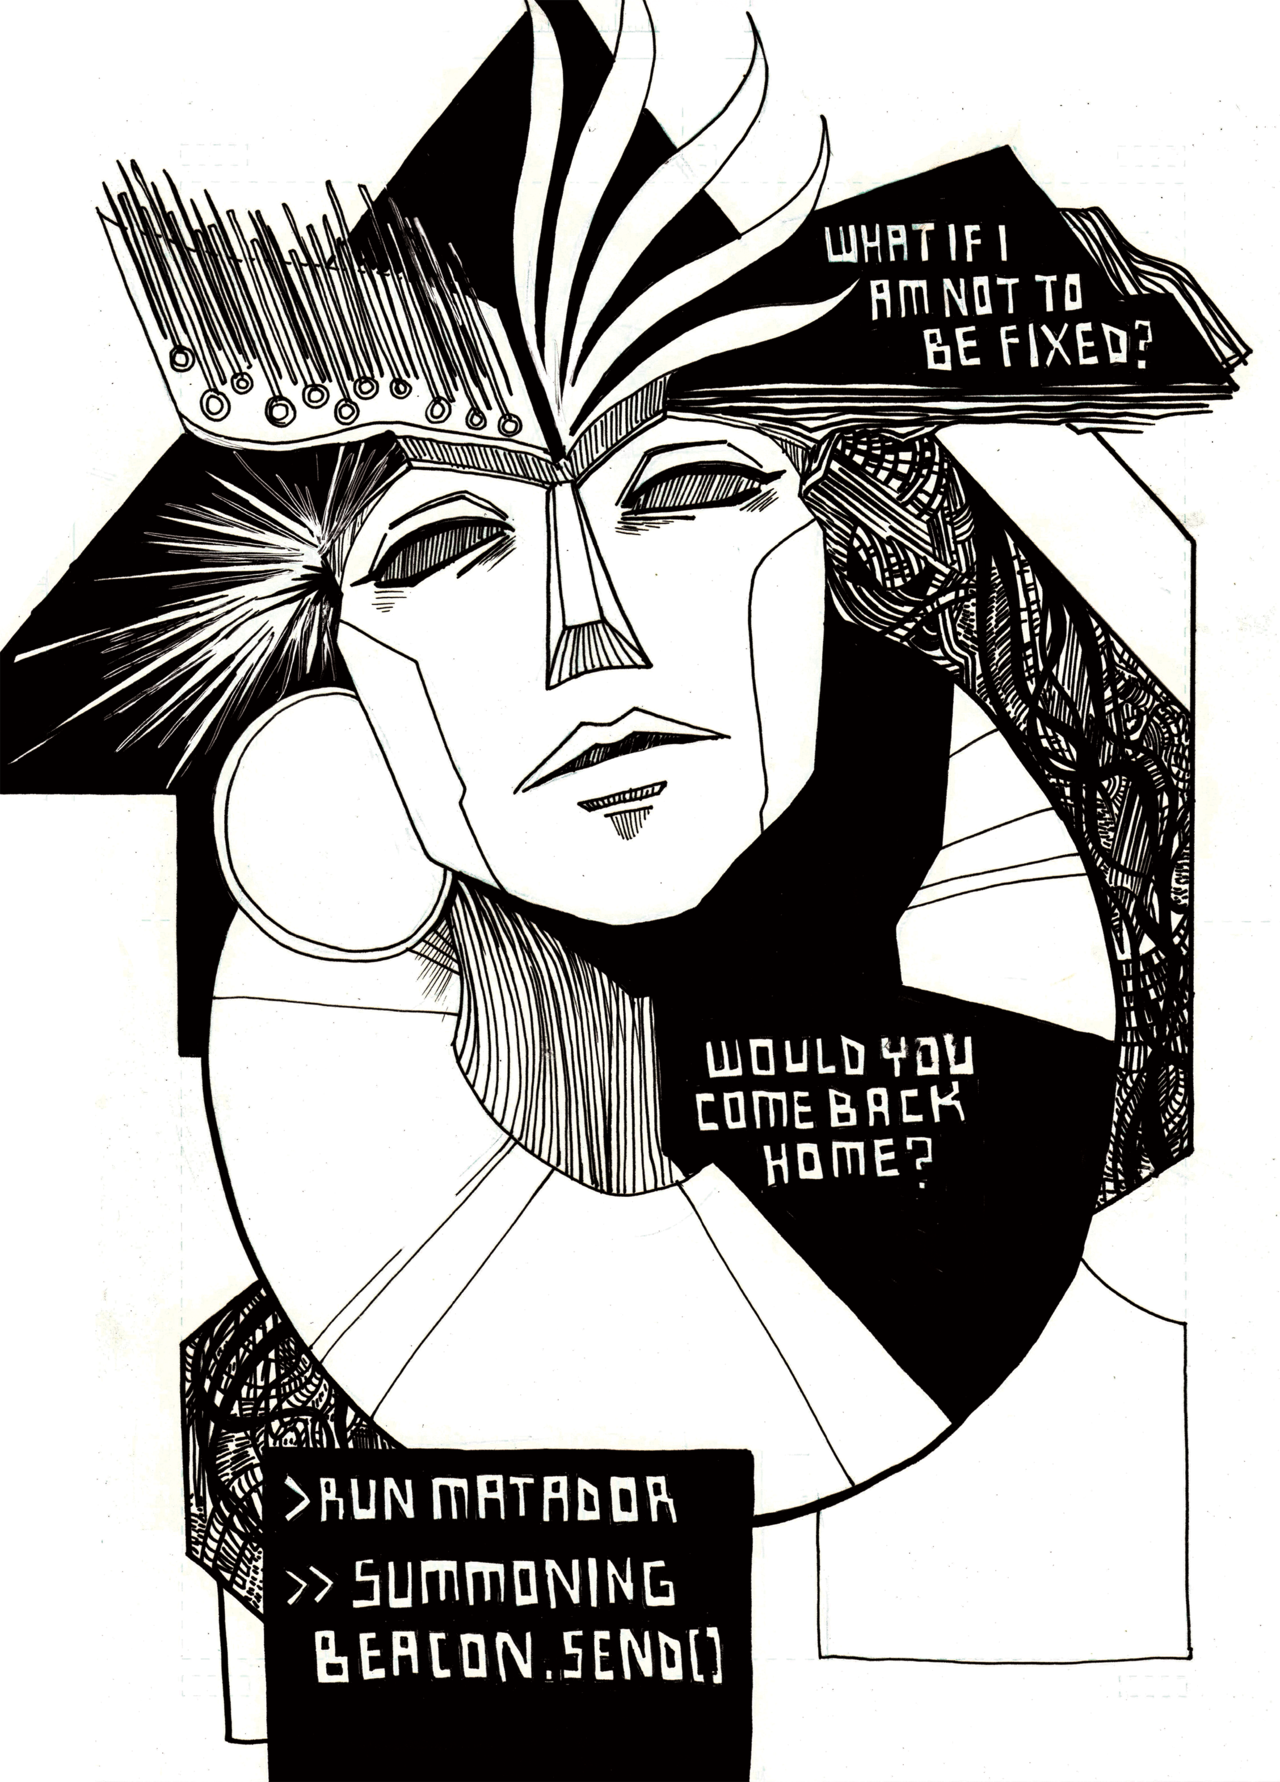 WHAT IF I
AM NOT TO
BE FIXED?
WOULD YOU
COME BACK
HOME?
>RUN MATADOR
>> SUMMONING
BEACON.SEND()